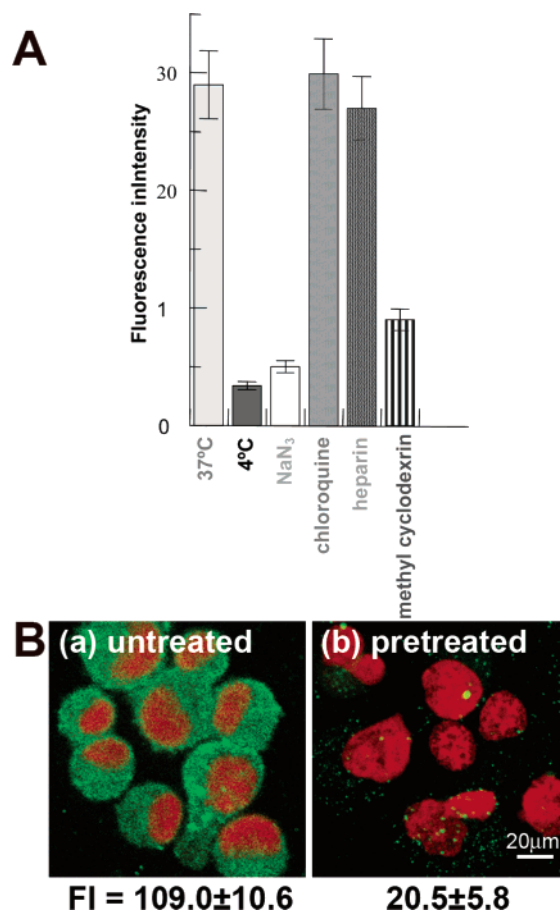 A
Fluorescence inIntensity
30
20
1
0
37ºC
4ºC
NaN₃
chloroquine
heparin
methyl cyclodexrin
B
(a) untreated
(b) pretreated
20μm
FI = 109.0±10.6
20.5±5.8